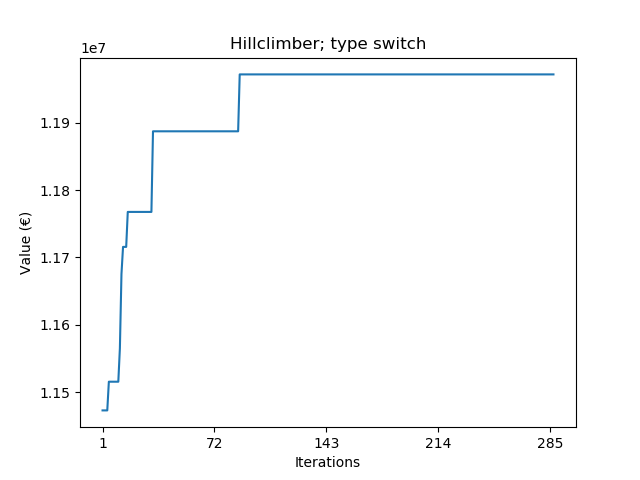 Hillclimber; type switch
1e7
1.19
1.18
1.17
1.16
1.15
Value (€)
1 72 143 214 285
Iterations